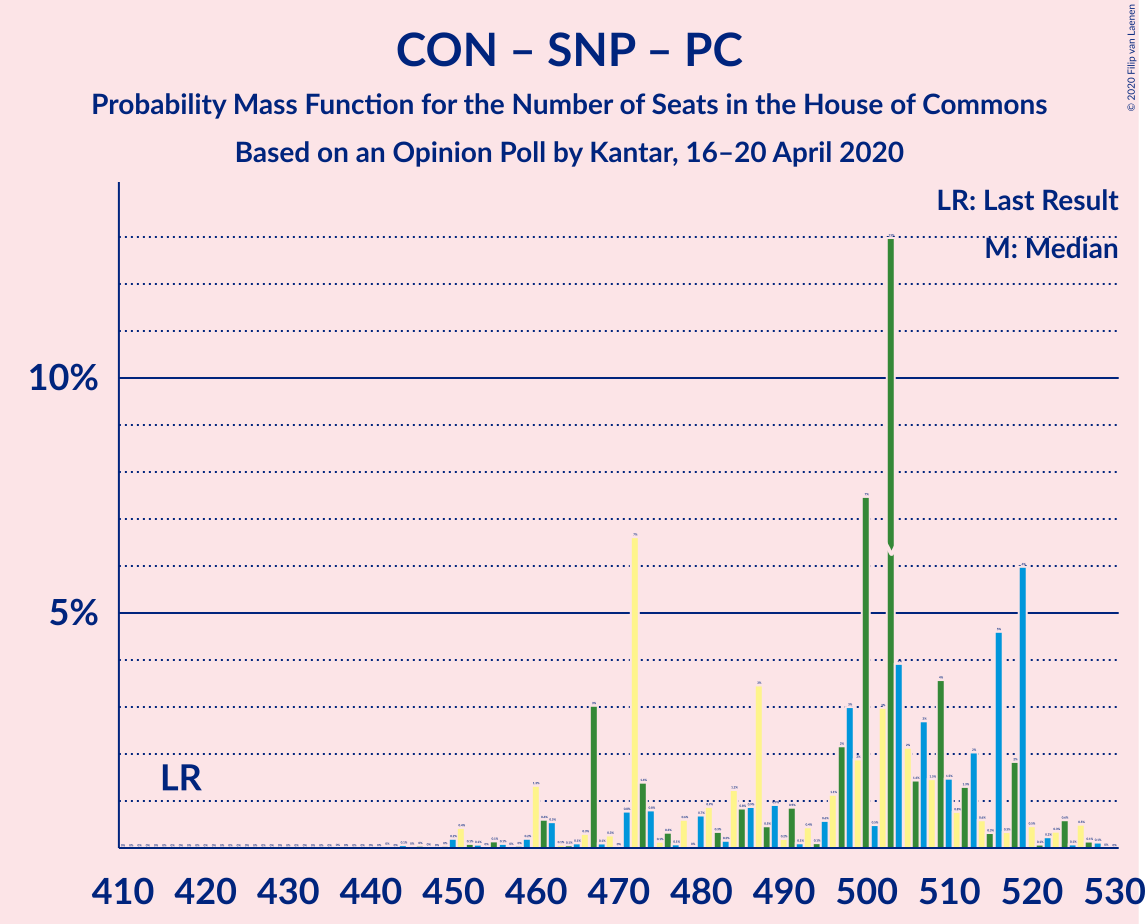 CON – SNP – PC
Probability Mass Function for the Number of Seats in the House of Commons
Based on an Opinion Poll by Kantar, 16–20 April 2020
© 2020 Filip van Laenen
LR: Last Result
M: Median
10%
5%
LR
410 420 430 440 450 460 470 480 490 500 510 520 530